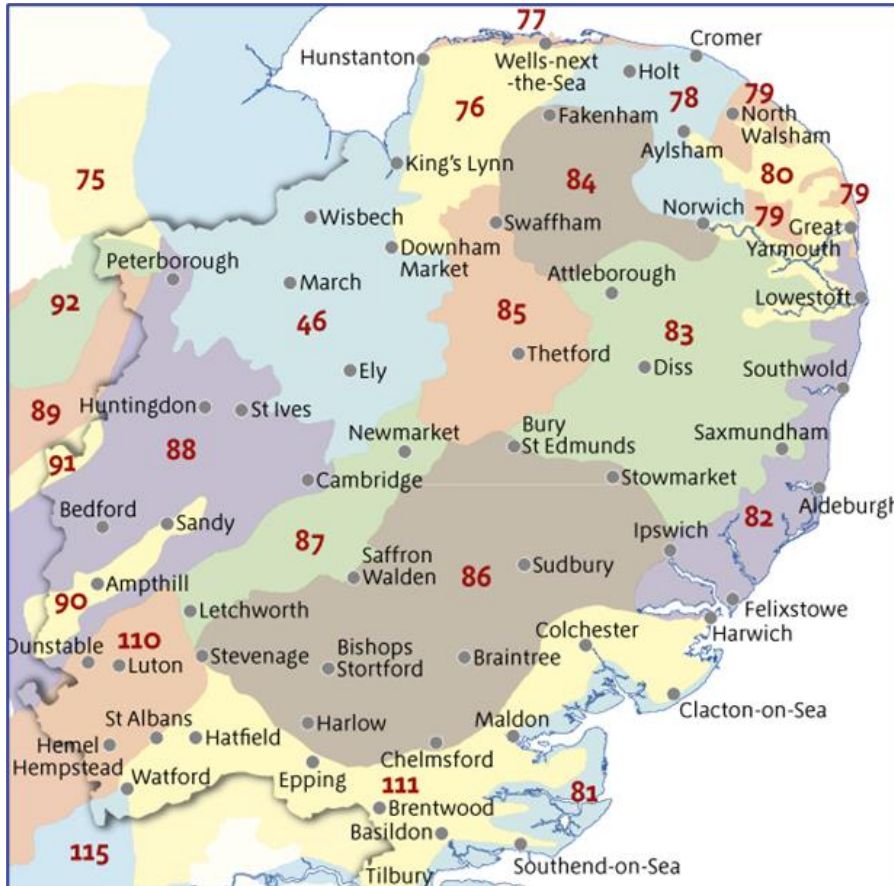 77
Cromer
Hunstanton
Wells-next
-the-Sea
Holt
76
78
79
Fakenham
North
Walsham
Aylsham
75
King's Lynn
84
80
79
Wisbech
Swaffham
Norwich
79
Great
Yarmouth
Downham
Market
Peterborough
March
Attleborough
Lowestoft
92
46
85
83
Thetford
Diss
Ely
Southwold
89
Huntingdon
St Ives
Newmarket
Bury
St Edmunds
Saxmundham
88
91
Cambridge
Stowmarket
Aldeburgh
Bedford
Sandy
82
87
Ipswich
Saffron
Walden
86
Sudbury
Ampthill
90
Letchworth
Felixstowe
Harwich
Dunstable
110
Luton
Stevenage
Bishops
Stortford
Braintree
Colchester
Clacton-on-Sea
St Albans
Harlow
Maldon
Hemel
Hempstead
Hatfield
Chelmsford
Watford
Epping
111
81
Brentwood
Basildon
115
Tilbury
Southend-on-Sea